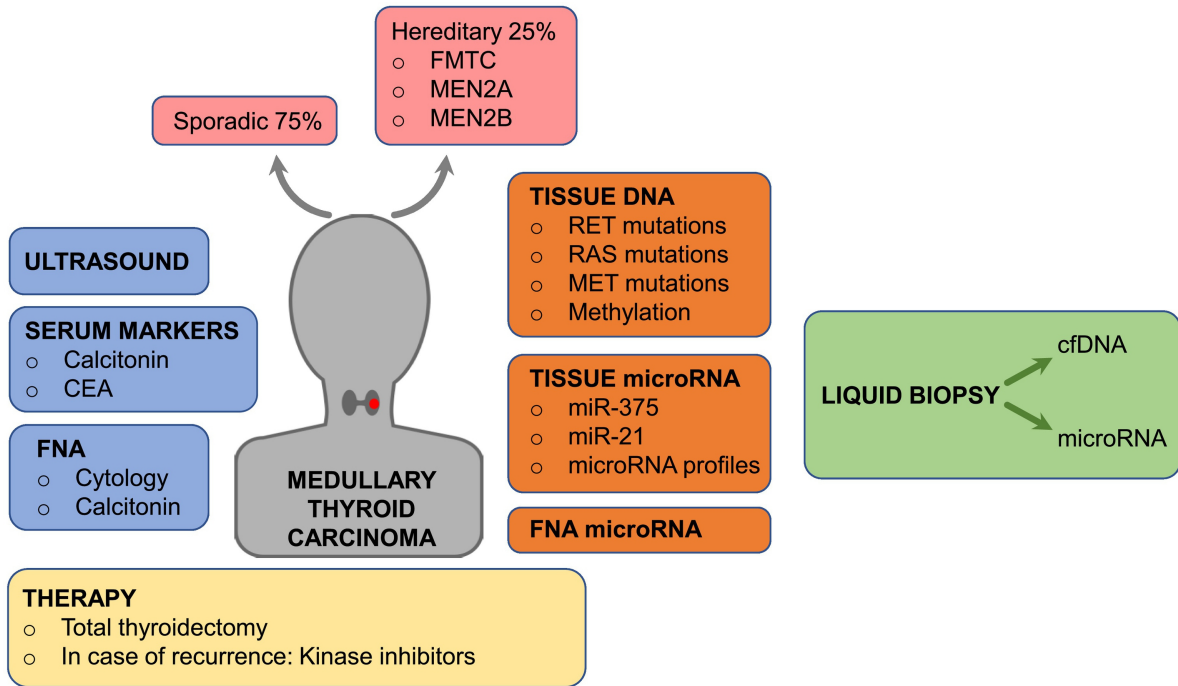 Hereditary 25%
o FMTC
o MEN2A
o MEN2B
Sporadic 75%
ULTRASOUND
SERUM MARKERS
o Calcitonin
o CEA
FNA
o Cytology
o Calcitonin
MEDULLARY
THYROID
CARCINOMA
TISSUE DNA
o RET mutations
o RAS mutations
o MET mutations
o Methylation
TISSUE microRNA
o miR-375
o miR-21
o microRNA profiles
FNA microRNA
LIQUID BIOPSY
cfDNA
microRNA
THERAPY
o Total thyroidectomy
o In case of recurrence: Kinase inhibitors